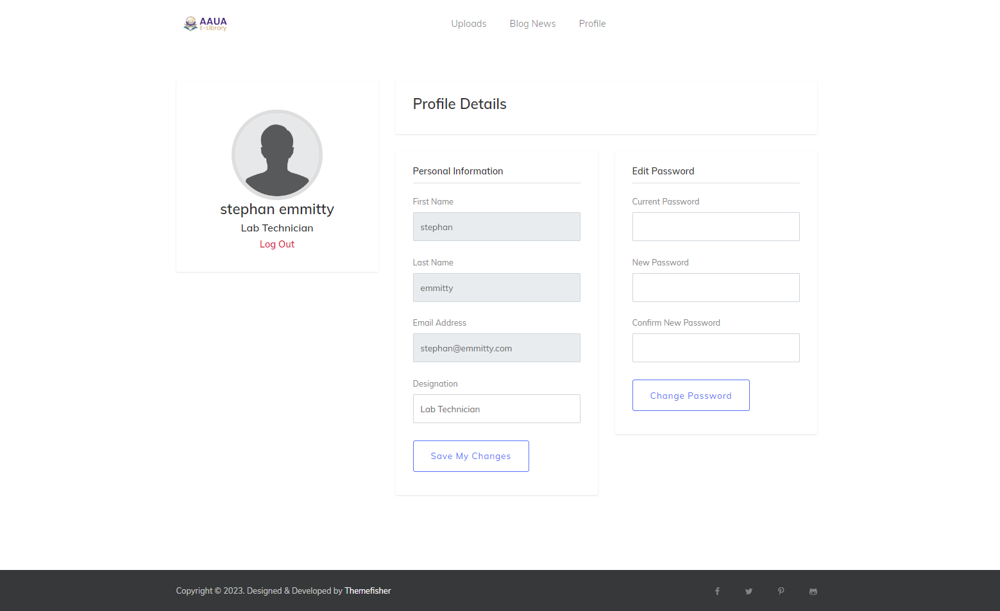 AAUA
E-Library
Uploads
Blog News
Profile
stephan emmitty
Lab Technician
Log Out
Profile Details
Personal Information
First Name
stephan
Last Name
emmitty
Email Address
stephan@emmitty.com
Designation
Lab Technician
Save My Changes
Edit Password
Current Password
New Password
Confirm New Password
Change Password
Copyright © 2023. Designed & Developed by Themefisher